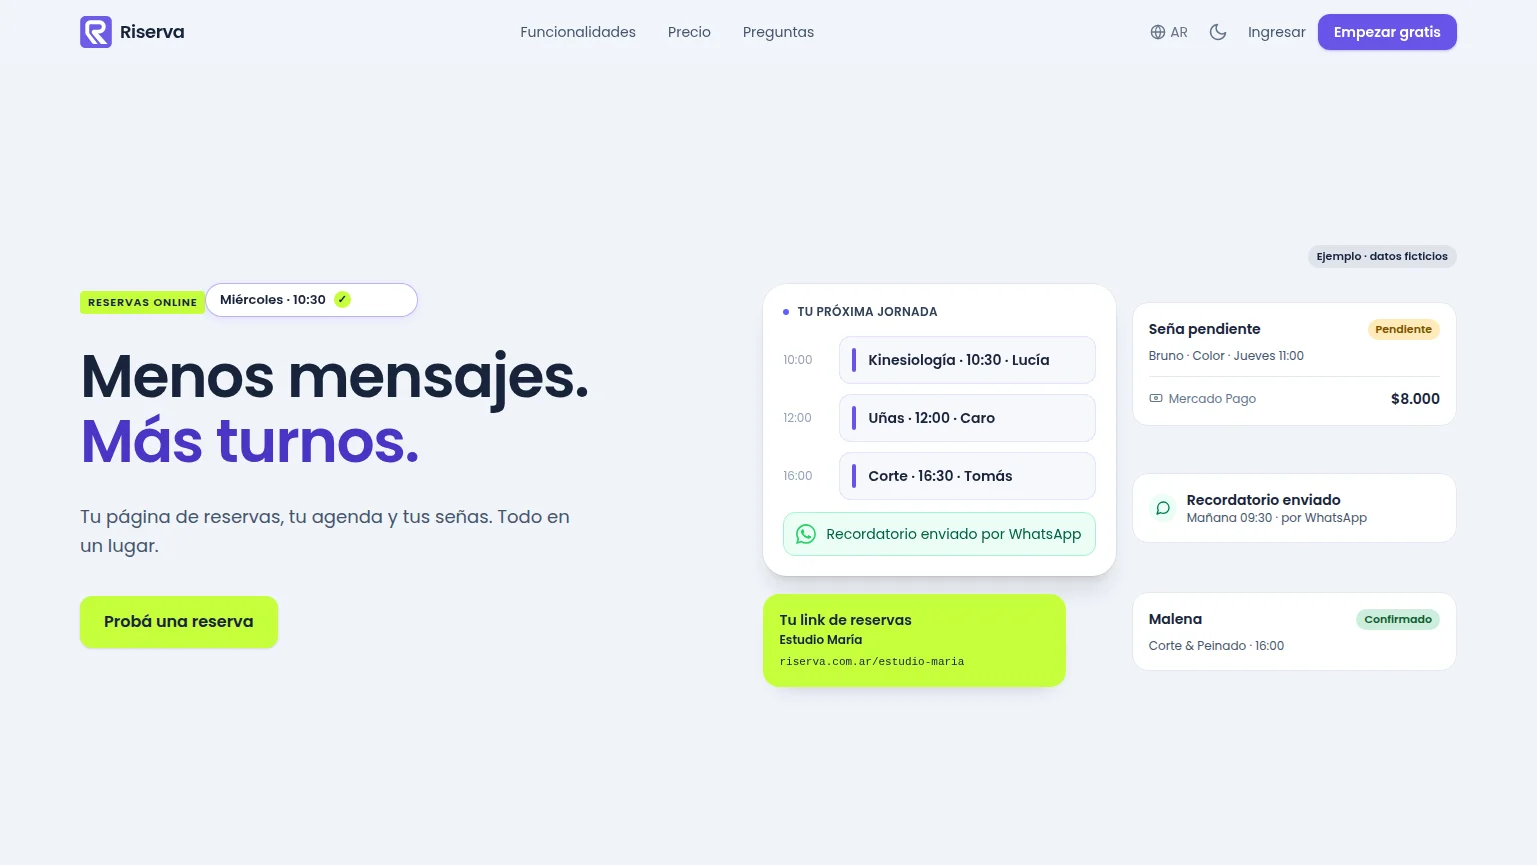 Riserva
Funcionalidades
Precio
Preguntas
AR
Ingresar
Empezar gratis
RESERVAS ONLINE
Miércoles · 10:30 ✓
Menos mensajes.
Más turnos.
Tu página de reservas, tu agenda y tus señas. Todo en
un lugar.
Probá una reserva
Ejemplo · datos ficticios
TU PRÓXIMA JORNADA
10:00
Kinesiología · 10:30 · Lucía
12:00
Uñas · 12:00 · Caro
16:00
Corte · 16:30 · Tomás
Recordatorio enviado por WhatsApp
Tu link de reservas
Estudio María
riserva.com.ar/estudio-maria
Seña pendiente
Pendiente
Bruno · Color · Jueves 11:00
Mercado Pago
$8.000
Recordatorio enviado
Mañana 09:30 · por WhatsApp
Malena
Confirmado
Corte & Peinado · 16:00